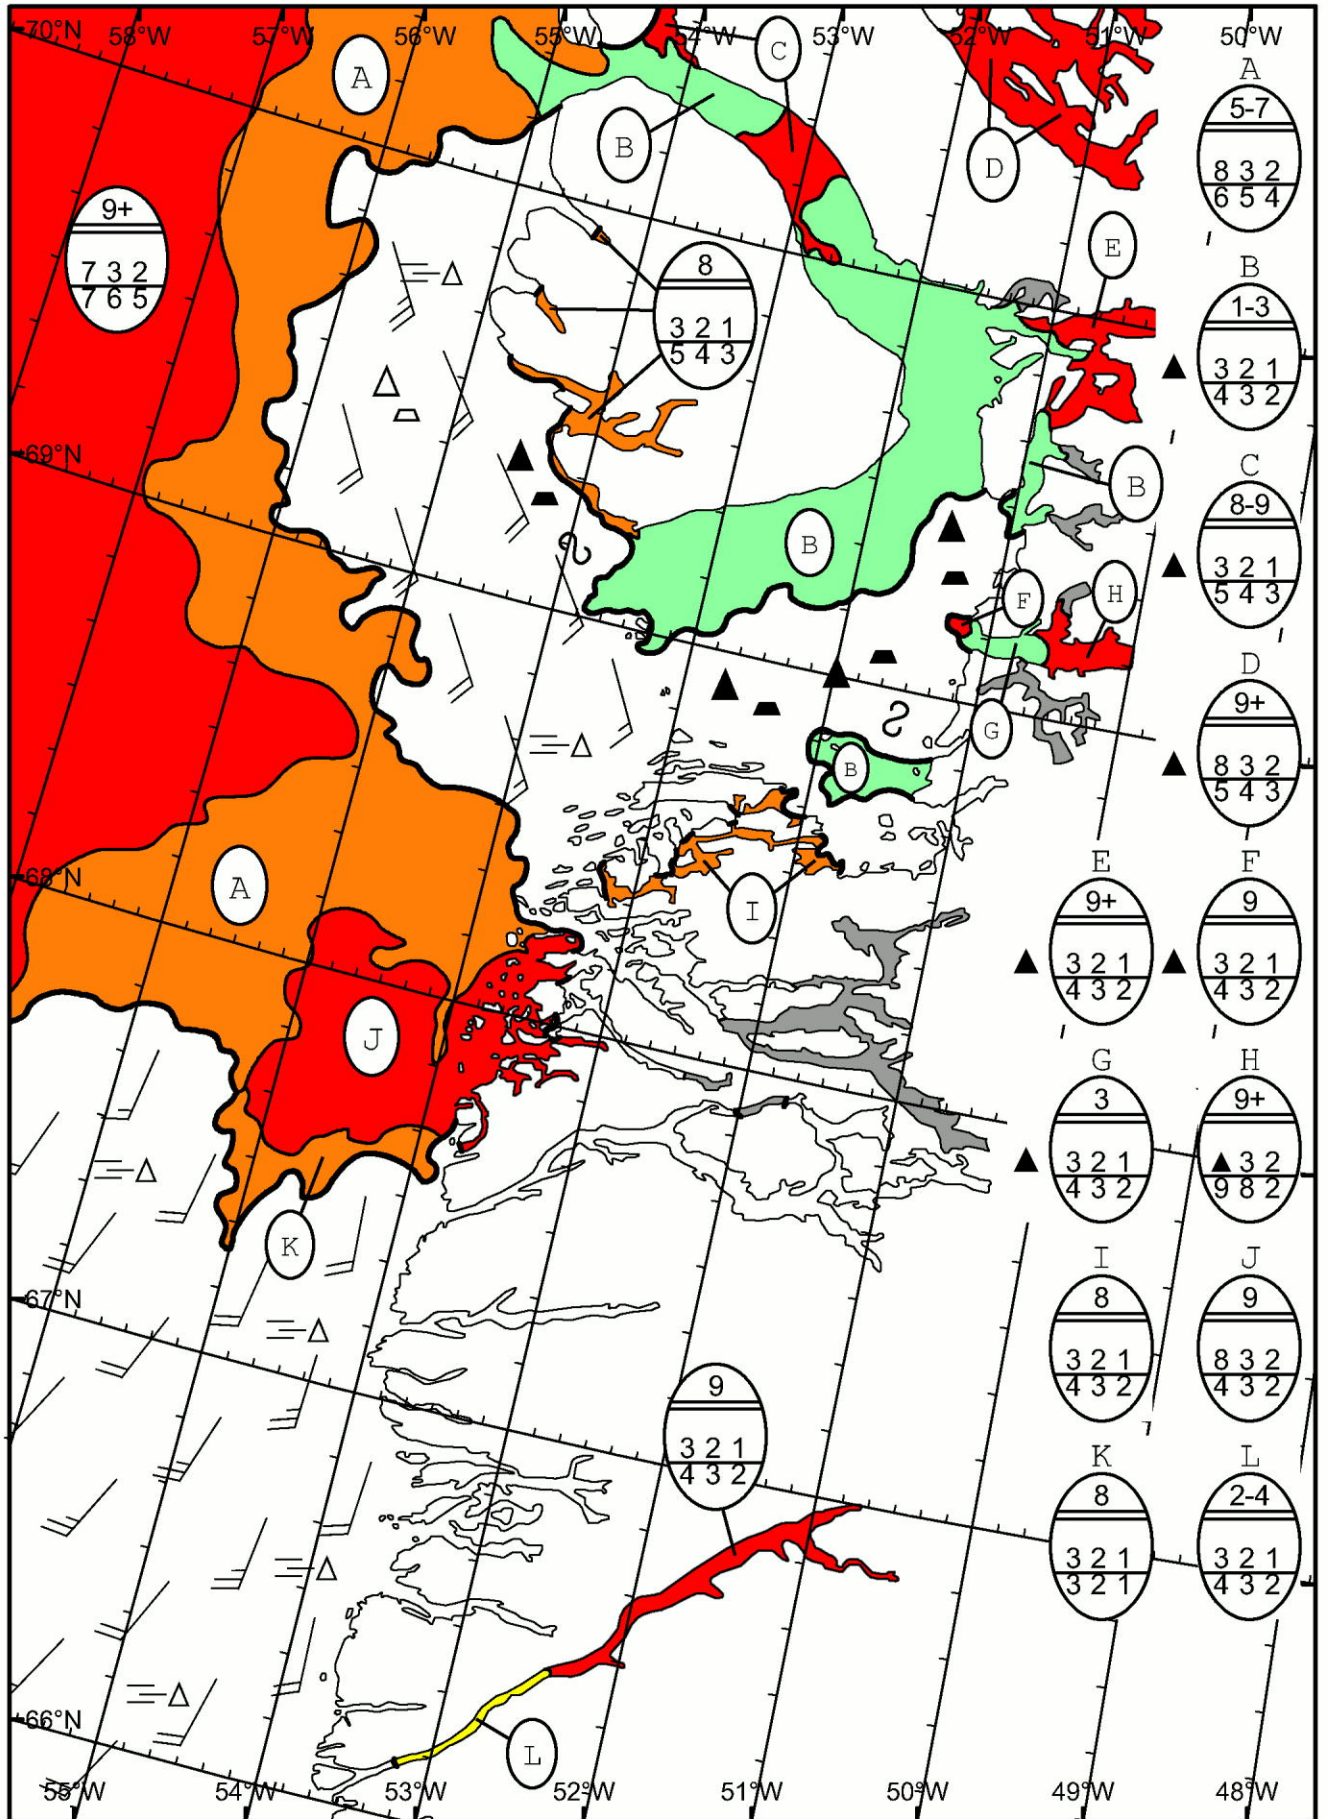 70°N 58°W 57°W 56°W 55°W 54°W 53°W 52°W 51°W 50°W
A
C
A
5-7
8 3 2
6 5 4
B
D
9+
7 3 2
7 6 5
E
8
3 2 1
5 4 3
B
1-3
3 2 1
4 3 2
69°N
B
C
8-9
3 2 1
5 4 3
B
F
H
D
9+
8 3 2
5 4 3
G
B
68°N
A
I
E
9+
3 2 1
4 3 2
F
9
3 2 1
4 3 2
J
G
3
3 2 1
4 3 2
H
9+
3 2
9 8 2
K
67°N
I
8
3 2 1
4 3 2
J
9
8 3 2
4 3 2
9
3 2 1
4 3 2
K
8
3 2 1
3 2 1
L
2-4
3 2 1
4 3 2
66°N
L
55°W 54°W 53°W 52°W 51°W 50°W 49°W 48°W